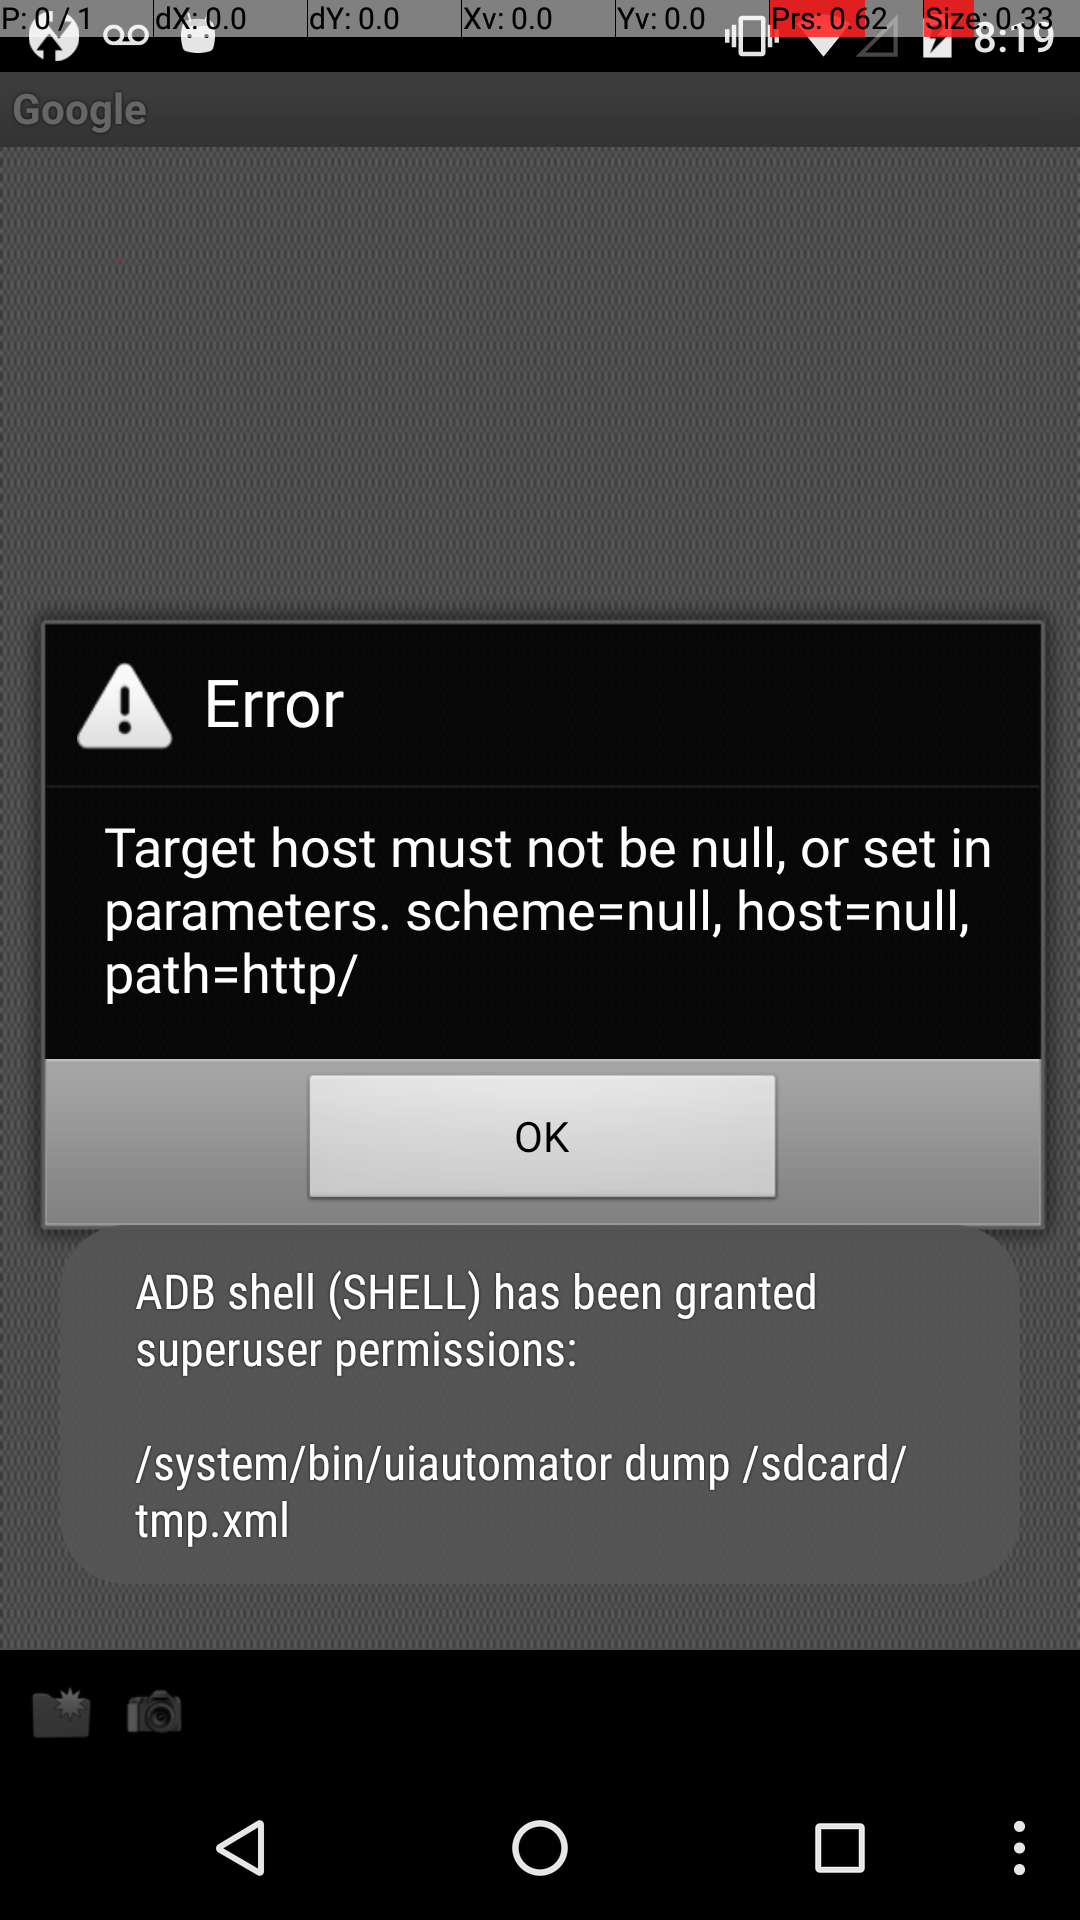 P: 0 / 1 dX: 0.0 dY: 0.0 Xv: 0.0 Yv: 0.0 Prs: 0.62 Size: 0.33
8:19
Google
Error
Target host must not be null, or set in
parameters. scheme=null, host=null,
path=http/
OK
ADB shell (SHELL) has been granted
superuser permissions:
/system/bin/uiautomator dump /sdcard/
tmp.xml